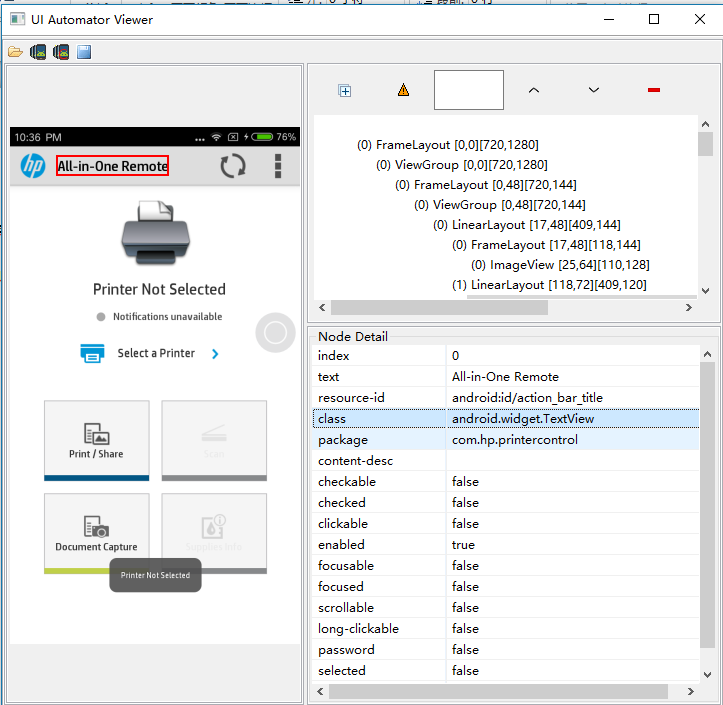 UI Automator Viewer
10:36 PM
76%
hp
All-in-One Remote
Printer Not Selected
Notifications unavailable
Select a Printer
Print / Share
Scan
Document Capture
Supplies Info
Printer Not Selected
(0) FrameLayout [0,0][720,1280]
(0) ViewGroup [0,0][720,1280]
(0) FrameLayout [0,48][720,144]
(0) ViewGroup [0,48][720,144]
(0) LinearLayout [17,48][409,144]
(0) FrameLayout [17,48][118,144]
(0) ImageView [25,64][110,128]
(1) LinearLayout [118,72][409,120]
Node Detail
index 0
text All-in-One Remote
resource-id android:id/action_bar_title
class android.widget.TextView
package com.hp.printercontrol
content-desc
checkable false
checked false
clickable false
enabled true
focusable false
focused false
scrollable false
long-clickable false
password false
selected false